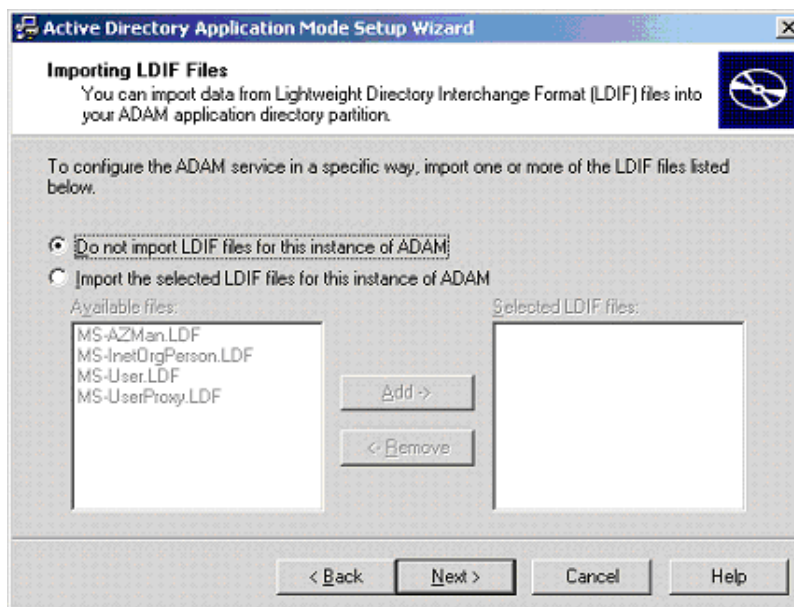 Active Directory Application Mode Setup Wizard
Importing LDIF Files
You can import data from Lightweight Directory Interchange Format (LDIF) files into
your ADAM application directory partition.
To configure the ADAM service in a specific way, import one or more of the LDIF files listed
below.
Do not import LDIF files for this instance of ADAM
Import the selected LDIF files for this instance of ADAM
Available files:
Selected LDIF files:
MS-AZMan.LDF
MS-InetOrgPerson.LDF
MS-User.LDF
MS-UserProxy.LDF
Add ->
<- Remove
< Back
Next >
Cancel
Help